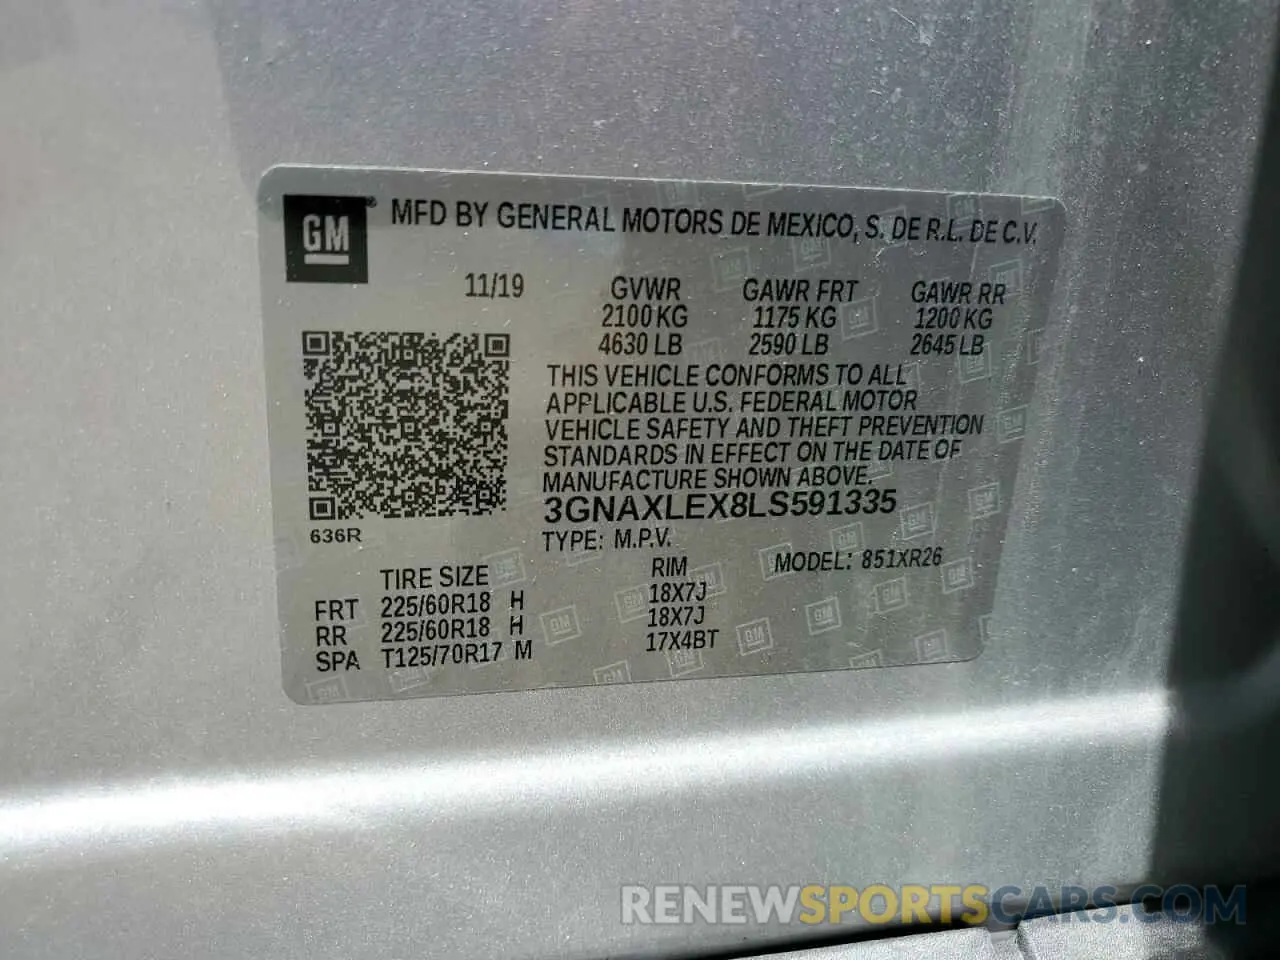 GM® MFD BY GENERAL MOTORS DE MEXICO, S. DE R.L. DE C.V.
11/19 GVWR GAWR FRT GAWR RR
2100 KG 1175 KG 1200 KG
4630 LB 2590 LB 2645 LB
THIS VEHICLE CONFORMS TO ALL
APPLICABLE U.S. FEDERAL MOTOR
VEHICLE SAFETY AND THEFT PREVENTION
STANDARDS IN EFFECT ON THE DATE OF
MANUFACTURE SHOWN ABOVE.
3GNAXLEX8LS591335
636R
TYPE: M.P.V.
TIRE SIZE RIM MODEL: 851XR26
FRT 225/60R18 H 18X7J
RR 225/60R18 H 18X7J
SPA T125/70R17 M 17X4BT
RENEWSPORTSCARS.COM